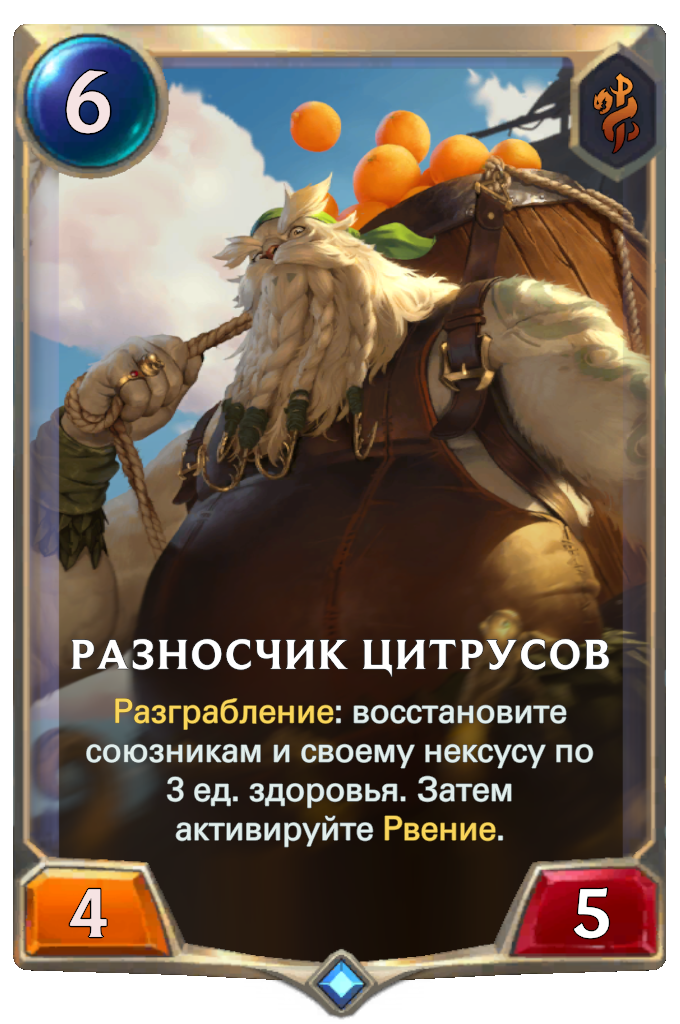 6
РАЗНОСЧИК ЦИТРУСОВ
Разграбление: восстановите
союзникам и своему нексусу по
3 ед. здоровья. Затем
активируйте Рвение.
4
5